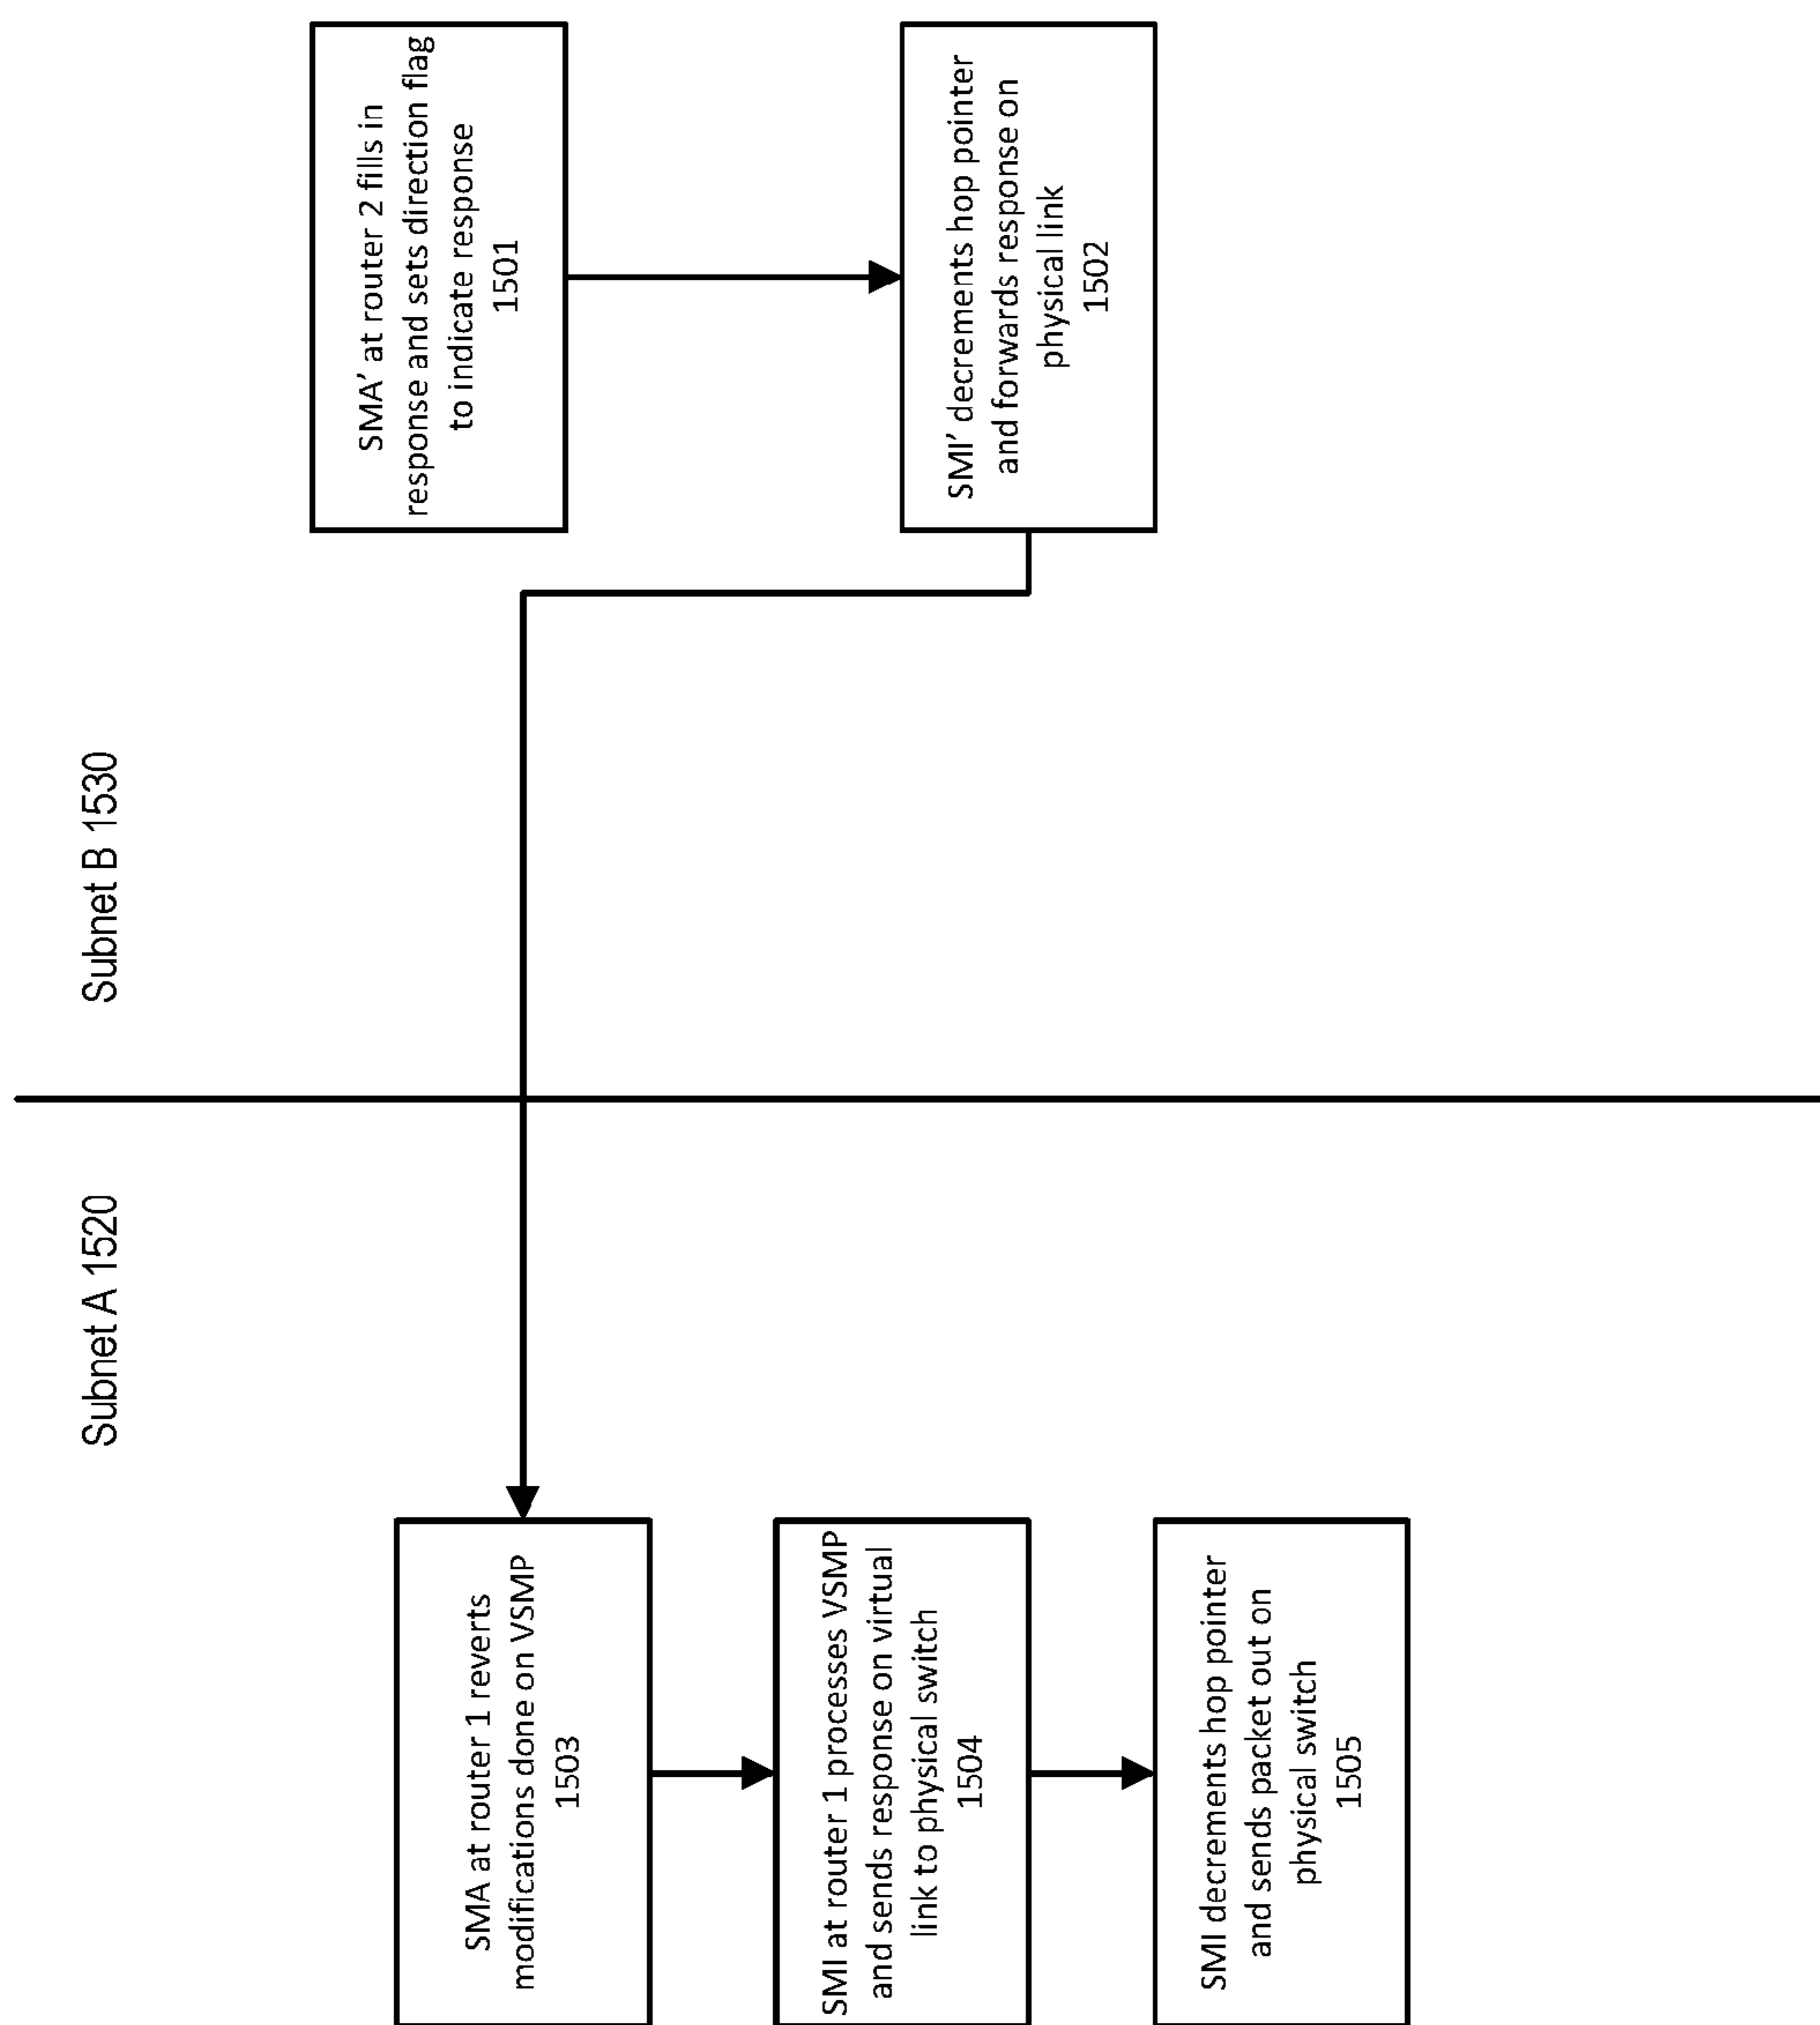 Subnet A 1520
Subnet B 1530
SMA' at router 2 fills in
response and sets direction flag
to indicate response
1501
SMI' decrements hop pointer
and forwards response on
physical link
1502
SMA at router 1 reverts
modifications done on VSMP
1503
SMI at router 1 processes VSMP
and sends response on virtual
link to physical switch
1504
SMI decrements hop pointer
and sends packet out on
physical switch
1505